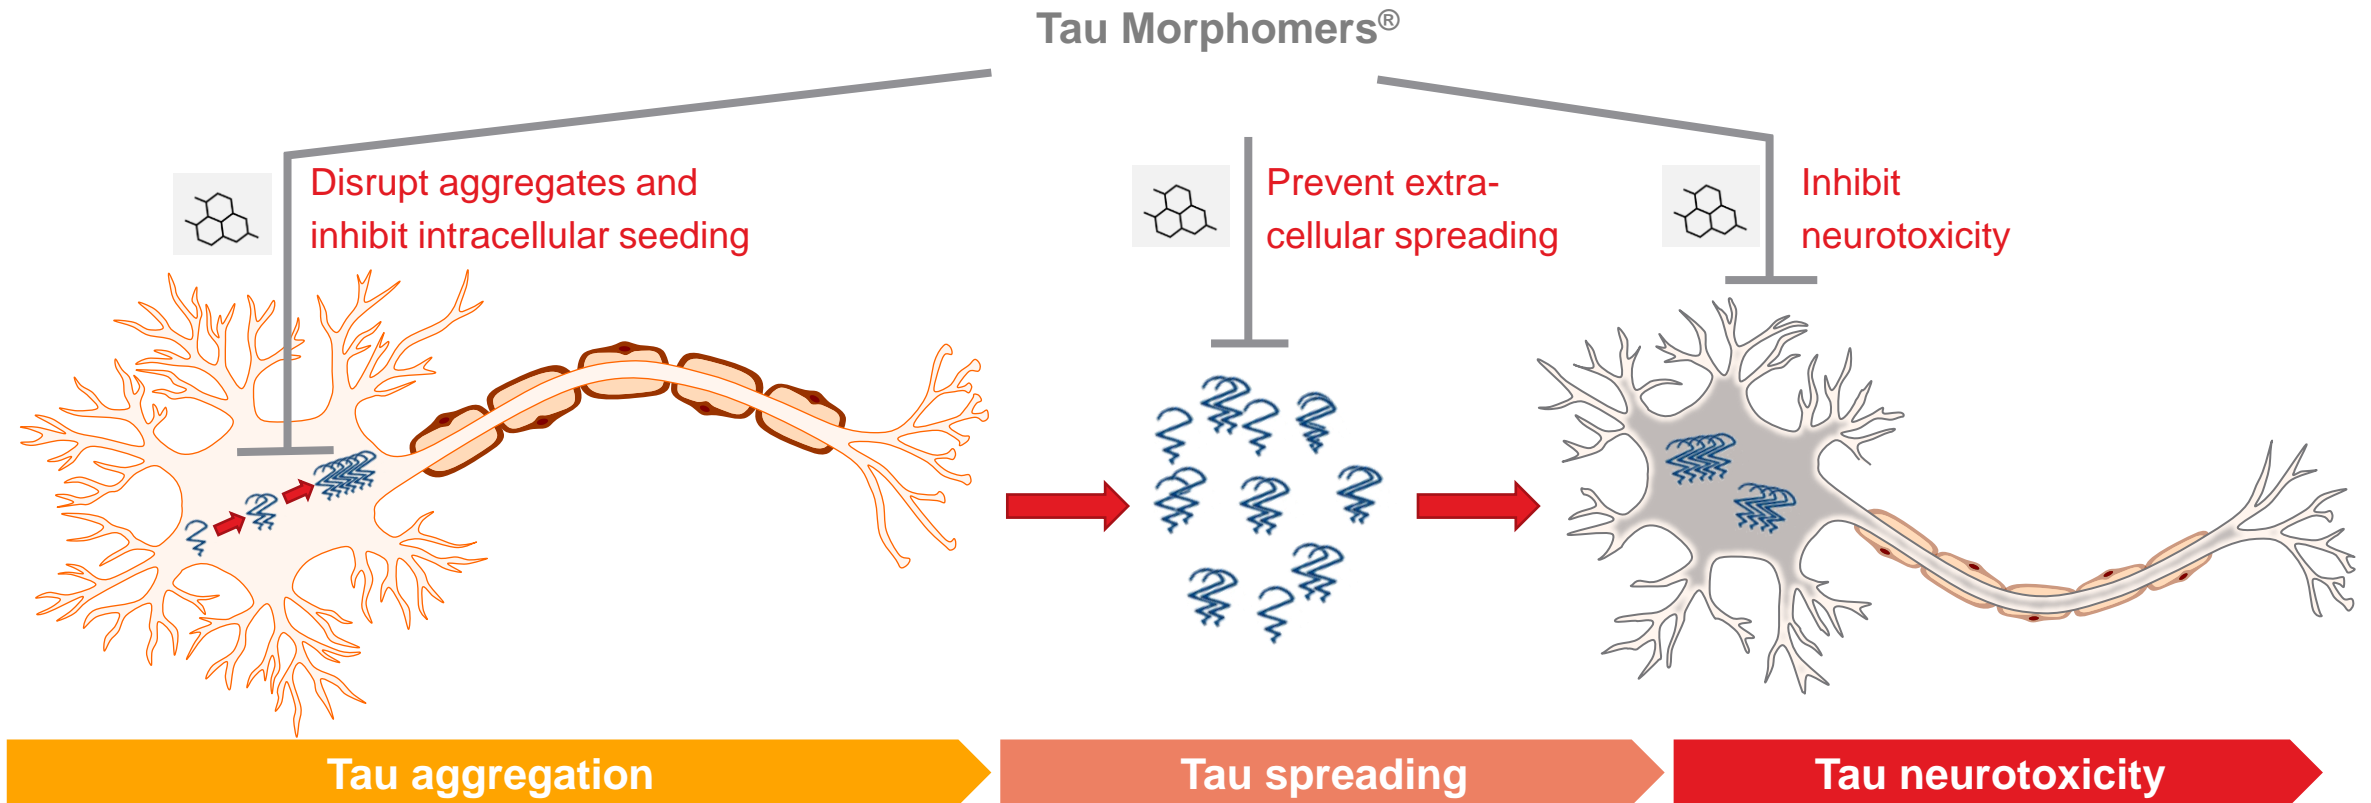 Tau Morphomers®
Disrupt aggregates and
inhibit intracellular seeding
Prevent extra-
cellular spreading
Inhibit
neurotoxicity
Tau aggregation
Tau spreading
Tau neurotoxicity